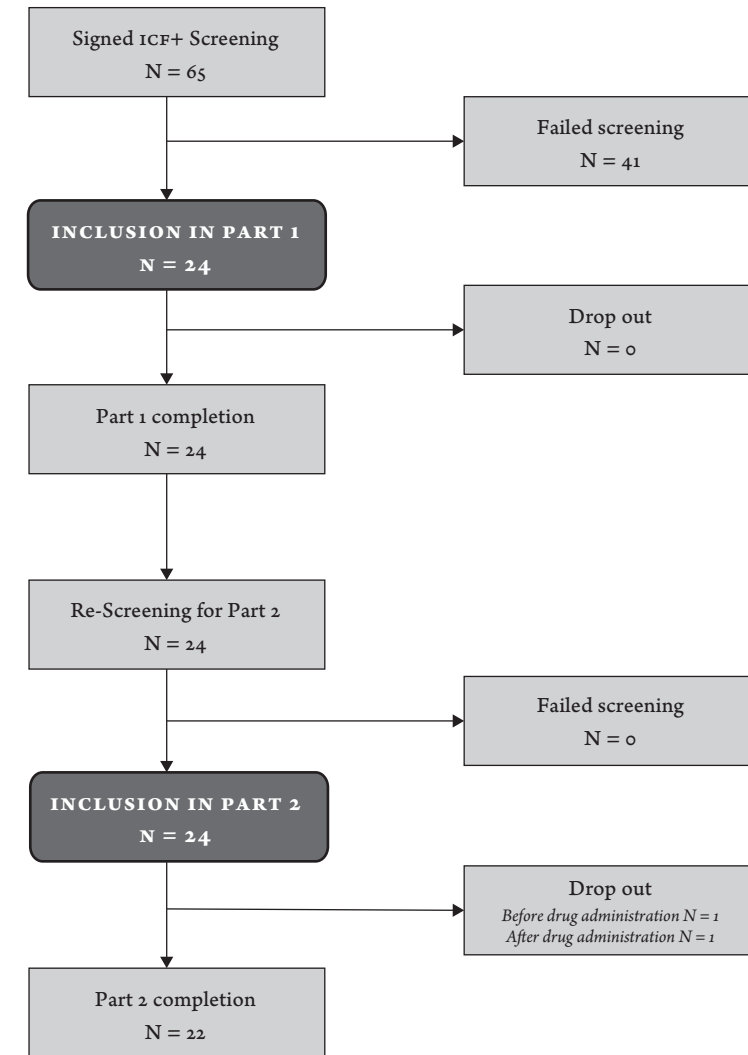 Signed ICF+ Screening
N = 65
Failed screening
N = 41
INCLUSION IN PART 1
N = 24
Drop out
N = 0
Part 1 completion
N = 24
Re-Screening for Part 2
N = 24
Failed screening
N = 0
INCLUSION IN PART 2
N = 24
Drop out
Before drug administration N = 1
After drug administration N = 1
Part 2 completion
N = 22